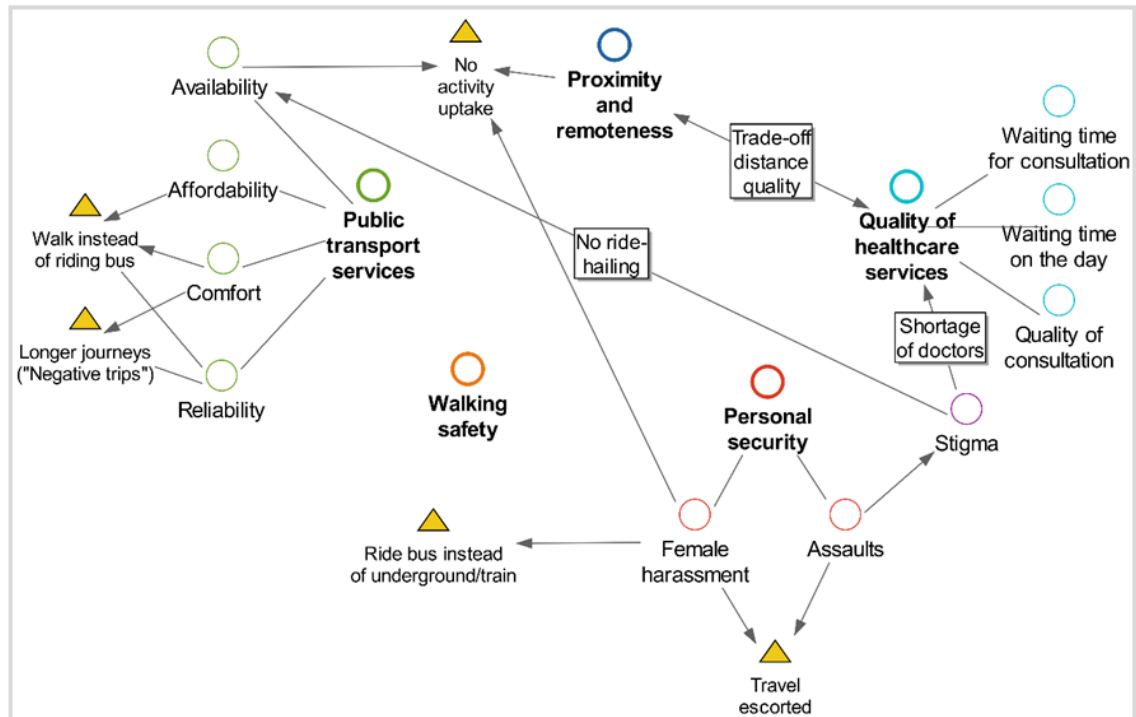 No
activity
uptake
Availability
Proximity
and
remoteness
Trade-off
distance
quality
Waiting time
for consultation
Affordability
Public
transport
services
Quality of
healthcare
services
Waiting time
on the day
Walk instead
of riding bus
No ride-
hailing
Comfort
Shortage
of doctors
Quality of
consultation
Longer journeys
("Negative trips")
Reliability
Walking
safety
Personal
security
Stigma
Ride bus instead
of underground/train
Female
harassment
Assaults
Travel
escorted